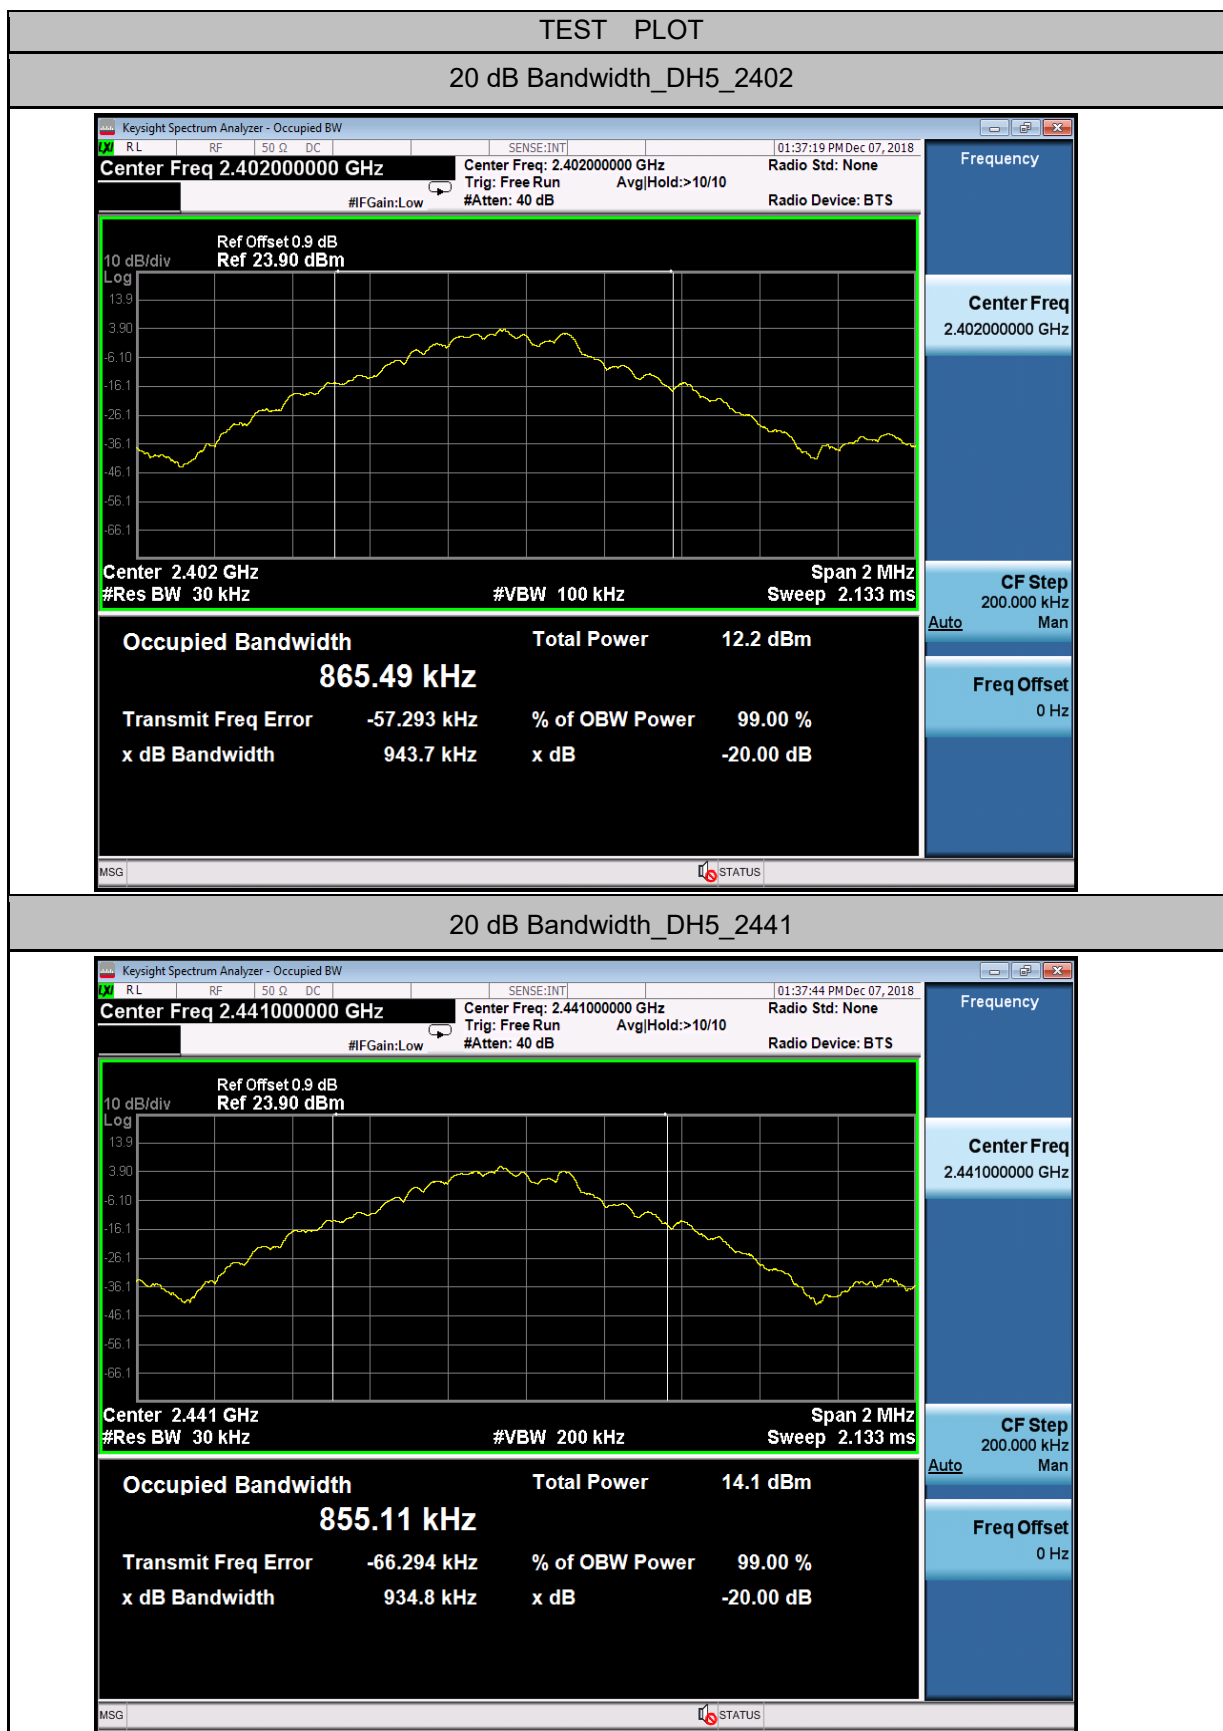 TEST PLOT
20 dB Bandwidth_DH5_2402
Keysight Spectrum Analyzer - Occupied BW
LXI RL RF 50 Ω DC SENSE:INT 01:37:19 PM Dec 07, 2018
Center Freq 2.402000000 GHz
Center Freq: 2.402000000 GHz
Radio Std: None
Trig: Free Run Avg|Hold:>10/10
#IFGain:Low
#Atten: 40 dB
Radio Device: BTS
Frequency
Ref Offset 0.9 dB
10 dB/div Ref 23.90 dBm
Log
13.9
3.90
-6.10
-16.1
-26.1
-36.1
-46.1
-56.1
-66.1
Center Freq
2.402000000 GHz
Center 2.402 GHz Span 2 MHz
#Res BW 30 kHz #VBW 100 kHz Sweep 2.133 ms
CF Step
200.000 kHz
Auto Man
Occupied Bandwidth Total Power 12.2 dBm
865.49 kHz
Transmit Freq Error -57.293 kHz % of OBW Power 99.00 %
x dB Bandwidth 943.7 kHz x dB -20.00 dB
Freq Offset
0 Hz
MSG STATUS
20 dB Bandwidth_DH5_2441
Keysight Spectrum Analyzer - Occupied BW
LXI RL RF 50 Ω DC SENSE:INT 01:37:44 PM Dec 07, 2018
Center Freq 2.441000000 GHz
Center Freq: 2.441000000 GHz
Radio Std: None
Trig: Free Run Avg|Hold:>10/10
#IFGain:Low
#Atten: 40 dB
Radio Device: BTS
Frequency
Ref Offset 0.9 dB
10 dB/div Ref 23.90 dBm
Log
13.9
3.90
-6.10
-16.1
-26.1
-36.1
-46.1
-56.1
-66.1
Center Freq
2.441000000 GHz
Center 2.441 GHz Span 2 MHz
#Res BW 30 kHz #VBW 200 kHz Sweep 2.133 ms
CF Step
200.000 kHz
Auto Man
Occupied Bandwidth Total Power 14.1 dBm
855.11 kHz
Transmit Freq Error -66.294 kHz % of OBW Power 99.00 %
x dB Bandwidth 934.8 kHz x dB -20.00 dB
Freq Offset
0 Hz
MSG STATUS